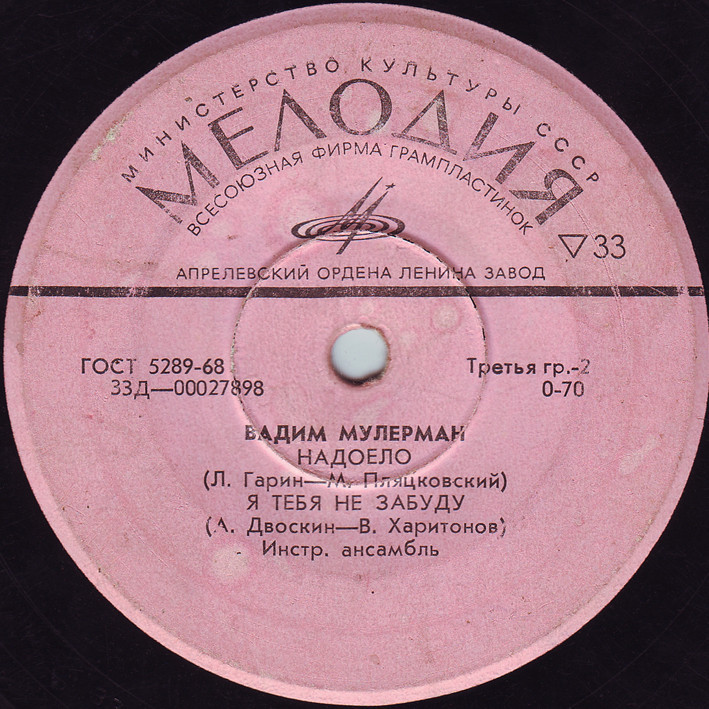 МИНИСТЕРСТВО КУЛЬТУРЫ СССР
МЕЛОДИЯ
ВСЕСОЮЗНАЯ ФИРМА ГРАМПЛАСТИНОК
▽33
АПРЕЛЕВСКИЙ ОРДЕНА ЛЕНИНА ЗАВОД
ГОСТ 5289-68
33Д—00027898
Третья гр.-2
0-70
ВАДИМ МУЛЕРМАН
НАДОЕЛО
(Л. Гарин—М. Пляцковский)
Я ТЕБЯ НЕ ЗАБУДУ
(Л. Двоскин—В. Харитонов)
Инстр. ансамбль